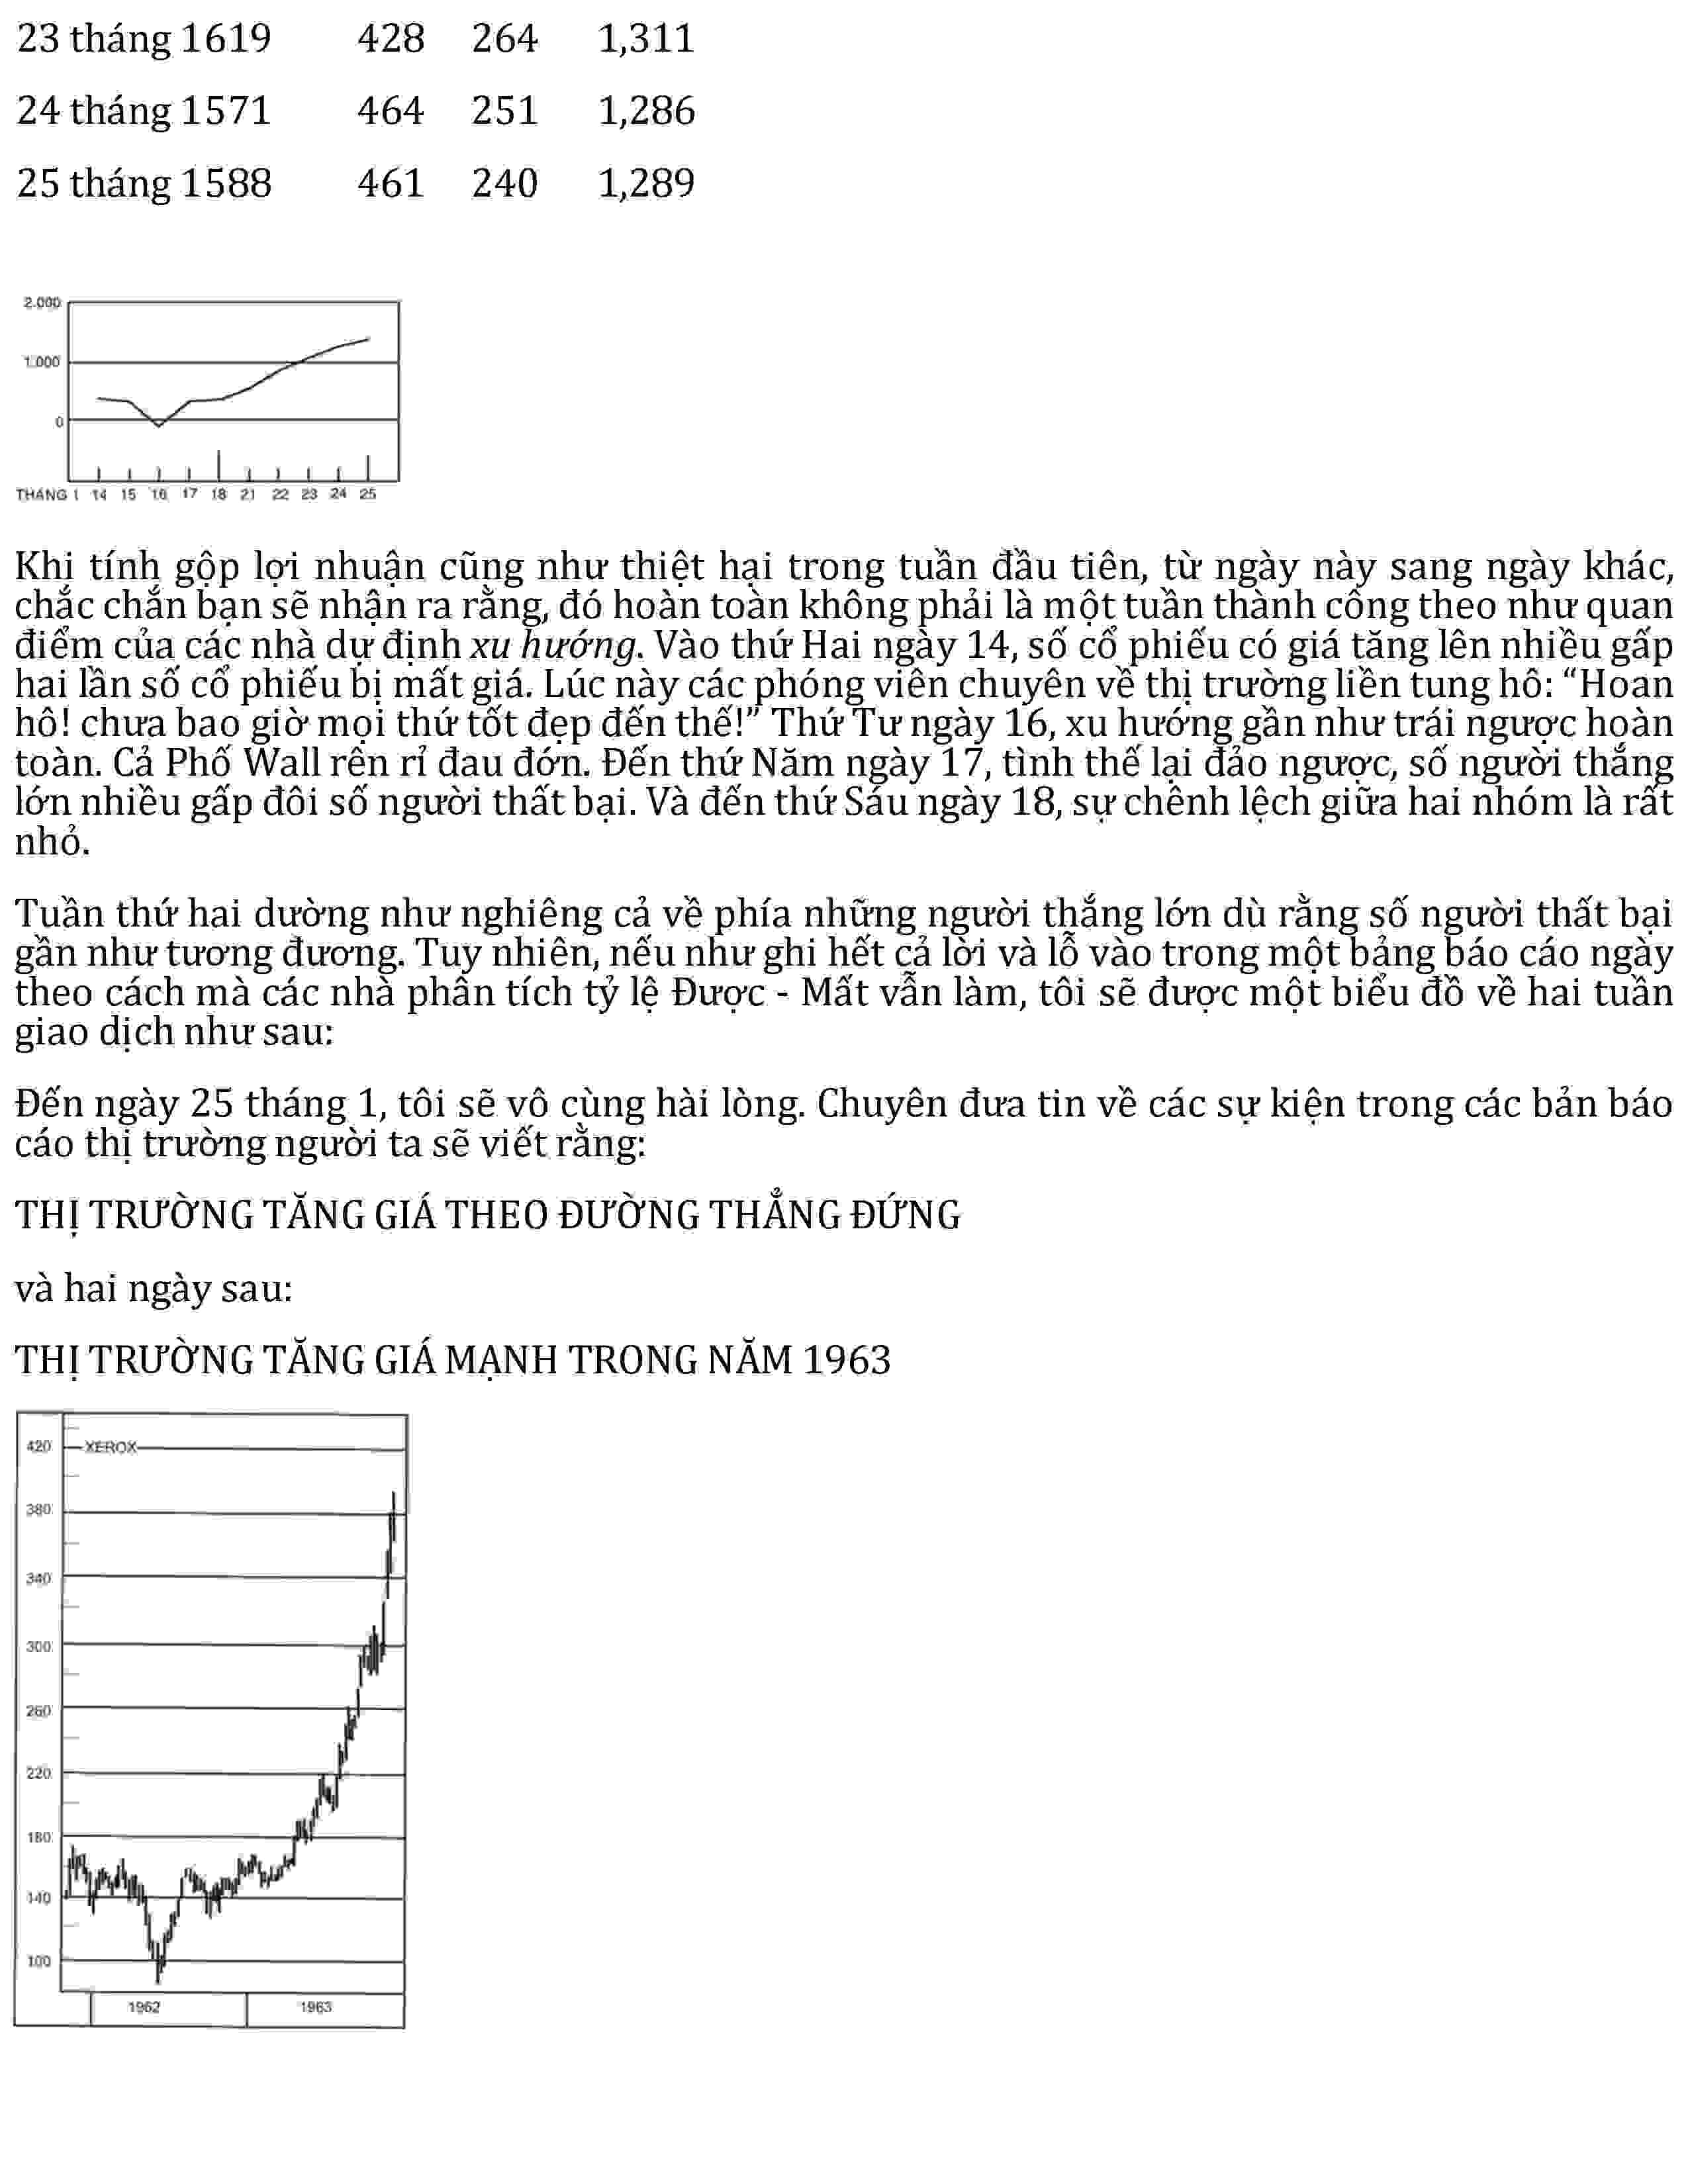 23 tháng 1619 428 264 1,311
24 tháng 1571 464 251 1,286
25 tháng 1588 461 240 1,289
2.000
1.000
0
THÁNG 1 14 15 16 17 18 21 22 23 24 25
Khi tính gộp lợi nhuận cũng như thiệt hại trong tuần đầu tiên, từ ngày này sang ngày khác,
chắc chắn bạn sẽ nhận ra rằng, đó hoàn toàn không phải là một tuần thành công theo như quan
điểm của các nhà dự định xu hướng. Vào thứ Hai ngày 14, số cổ phiếu có giá tăng lên nhiều gấp
hai lần số cổ phiếu bị mất giá. Lúc này các phóng viên chuyên về thị trường liền tung hô: “Hoan
hô! chưa bao giờ mọi thứ tốt đẹp đến thế!” Thứ Tư ngày 16, xu hướng gần như trái ngược hoàn
toàn. Cả Phố Wall rên rỉ đau đớn. Đến thứ Năm ngày 17, tình thế lại đảo ngược, số người thắng
lớn nhiều gấp đôi số người thất bại. Và đến thứ Sáu ngày 18, sự chênh lệch giữa hai nhóm là rất
nhỏ.
Tuần thứ hai dường như nghiêng cả về phía những người thắng lớn dù rằng số người thất bại
gần như tương đương. Tuy nhiên, nếu như ghi hết cả lời và lỗ vào trong một bảng báo cáo ngày
theo cách mà các nhà phân tích tỷ lệ Được - Mất vẫn làm, tôi sẽ được một biểu đồ về hai tuần
giao dịch như sau:
Đến ngày 25 tháng 1, tôi sẽ vô cùng hài lòng. Chuyên đưa tin về các sự kiện trong các bản báo
cáo thị trường người ta sẽ viết rằng:
THỊ TRƯỜNG TĂNG GIÁ THEO ĐƯỜNG THẲNG ĐỨNG
và hai ngày sau:
THỊ TRƯỜNG TĂNG GIÁ MẠNH TRONG NĂM 1963
420 XEROX
380
340
300
260
220
180
140
100
1962 1963